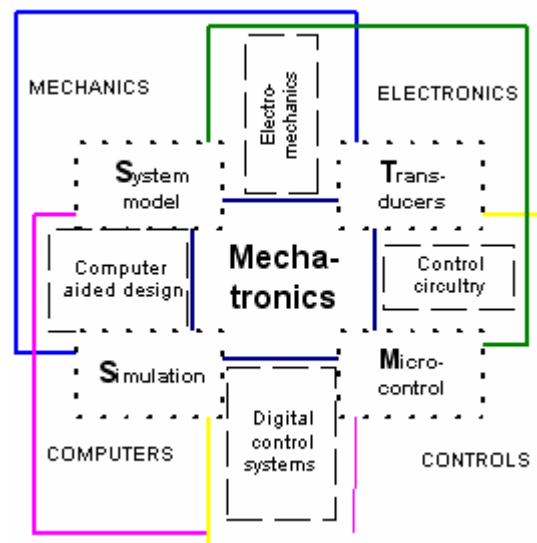 MECHANICS
ELECTRONICS
Electro-
mechanics
System
model
Trans-
ducers
Computer
aided design
Mecha-
tronics
Control
circultry
Simulation
Micro-
control
Digital
control
systems
COMPUTERS
CONTROLS